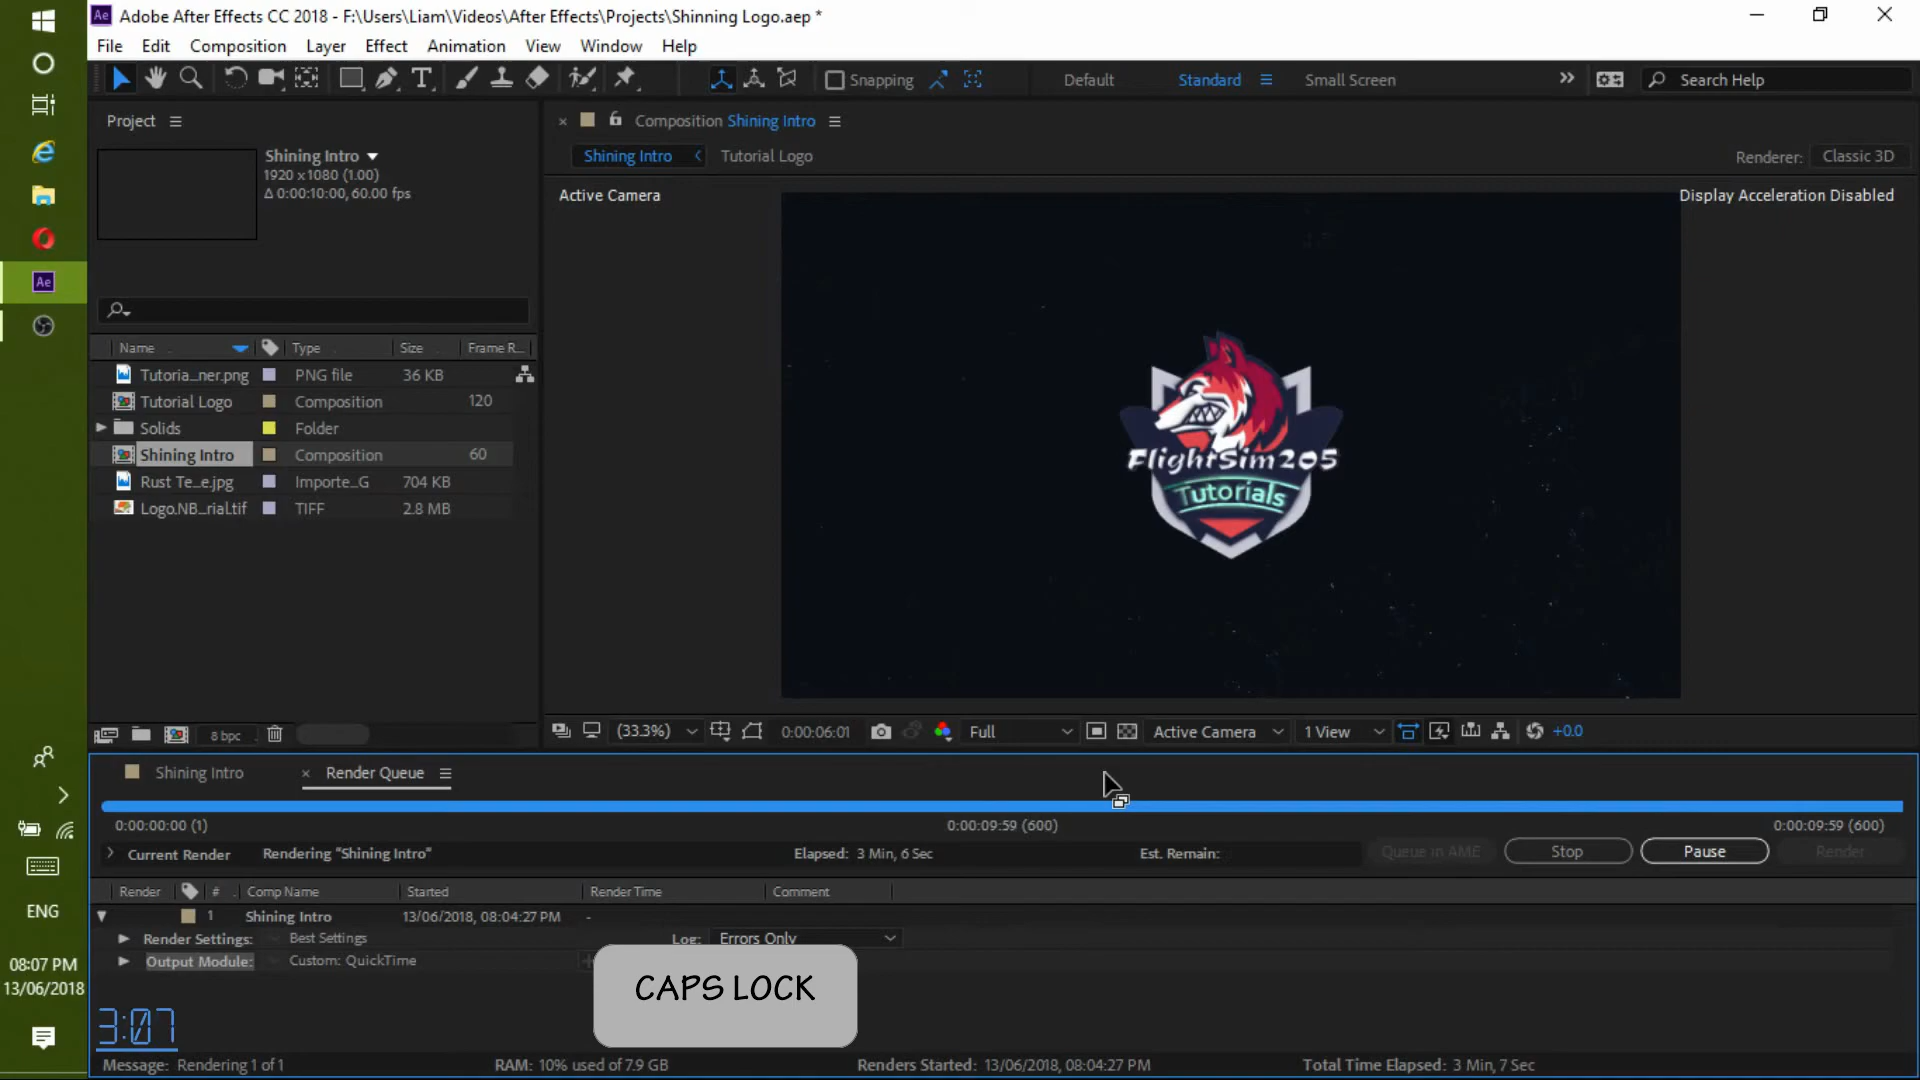 Ae Adobe After Effects CC 2018 - F:\Users\Liam\Videos\After Effects\Projects\Shinning Logo.aep *
File Edit Composition Layer Effect Animation View Window Help
T Snapping Default Standard Small Screen Search Help
Project
Composition Shining Intro
Shining Intro Tutorial Logo
Renderer: Classic 3D
Shining Intro
1920 x 1080 (1.00)
Δ 0:00:10:00, 60.00 fps
Active Camera
Display Acceleration Disabled
Ae
Name Type Size Frame R...
Tutoria_ner.png PNG file 36 KB
Tutorial Logo Composition 120
Solids Folder
Shining Intro Composition 60
Rust Te_e.jpg Importe_G 704 KB
Logo.NB_rial.tif TIFF 2.8 MB
FlightSim205
Tutorials
8 bpc
(33.3%) 0:00:06:01 Full Active Camera 1 View +0.0
Shining Intro Render Queue
0:00:00:00 (1) 0:00:09:59 (600) 0:00:09:59 (600)
Current Render Rendering "Shining Intro" Elapsed: 3 Min, 6 Sec Est. Remain: Queue in AME Stop Pause Render
Render # Comp Name Started Render Time Comment
1 Shining Intro 13/06/2018, 08:04:27 PM -
Render Settings: Best Settings Log: Errors Only
Output Module: Custom: QuickTime
CAPS LOCK
ENG
08:07 PM
13/06/2018
3:07
Message: Rendering 1 of 1 RAM: 10% used of 7.9 GB Renders Started: 13/06/2018, 08:04:27 PM Total Time Elapsed: 3 Min, 7 Sec